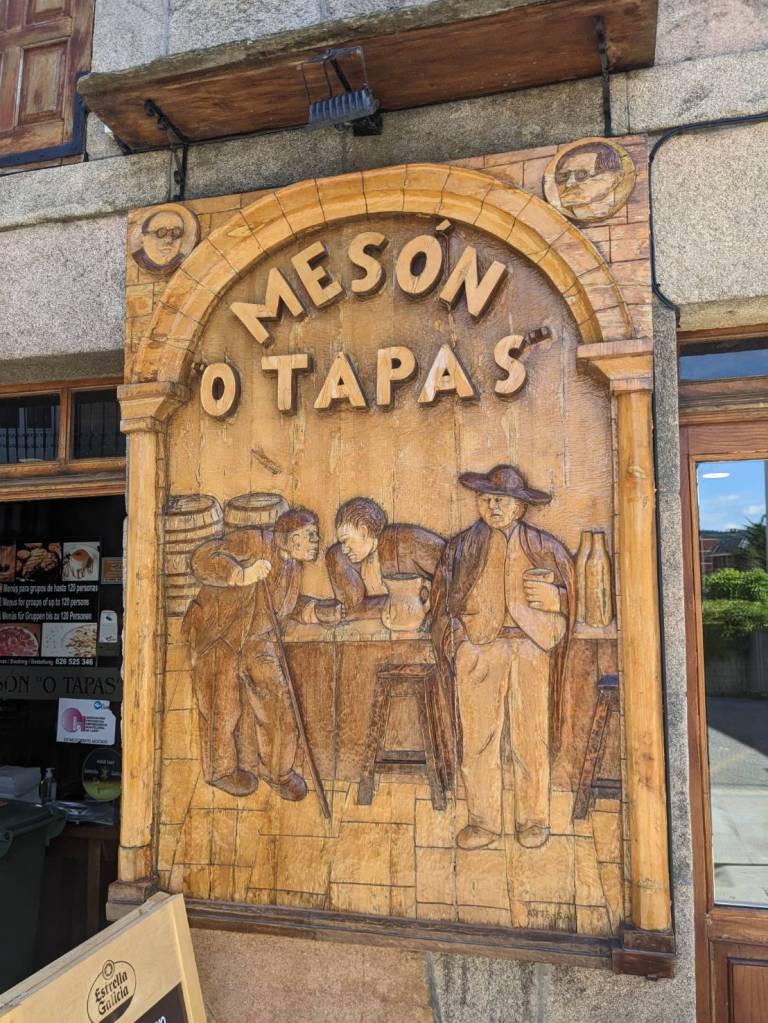 MESÓN
"O TAPAS"
Menús para grupos de hasta 120 personas
Menus for groups of up to 120 persons
Menüs für Gruppen bis zu 120 Personen
626 525 346
"O TAPAS"
Estrella
Galicia